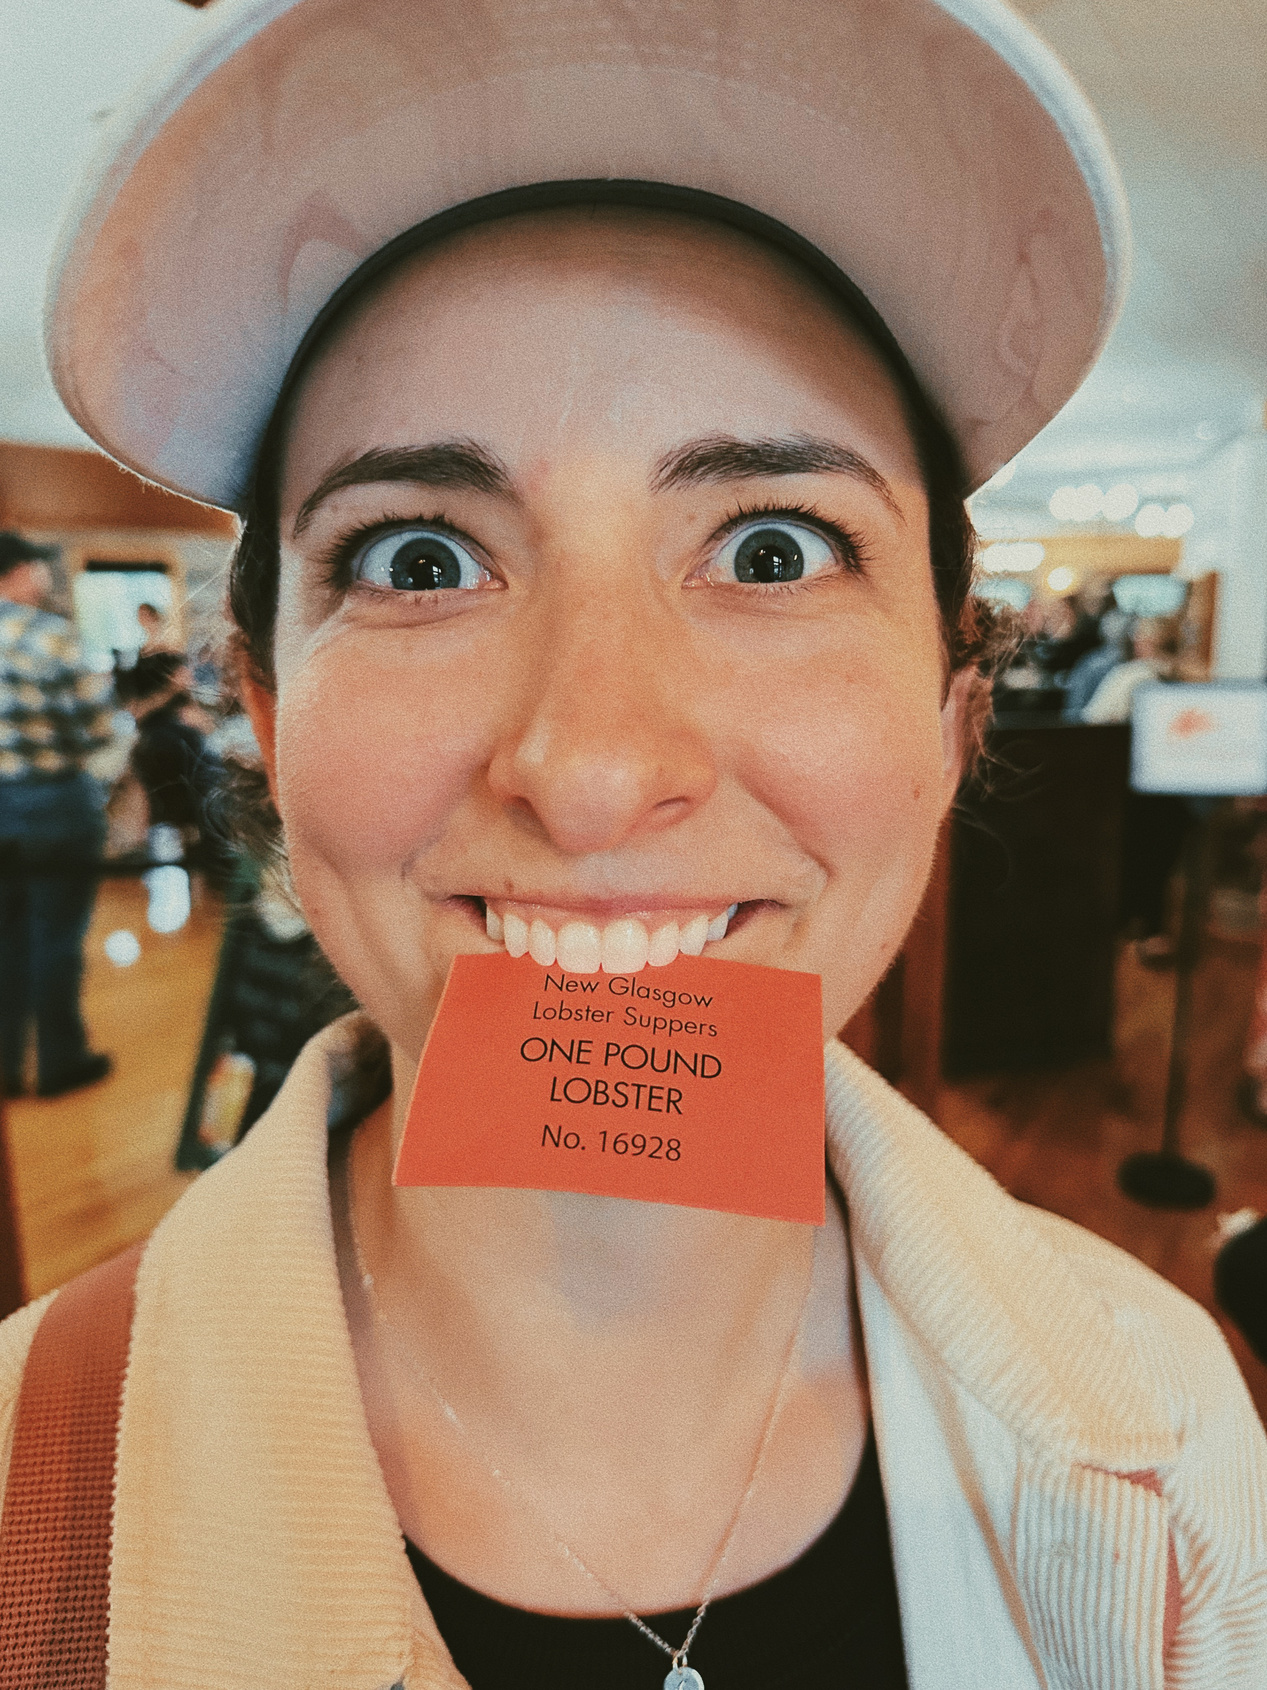 New Glasgow
Lobster Suppers
ONE POUND
LOBSTER
No. 16928